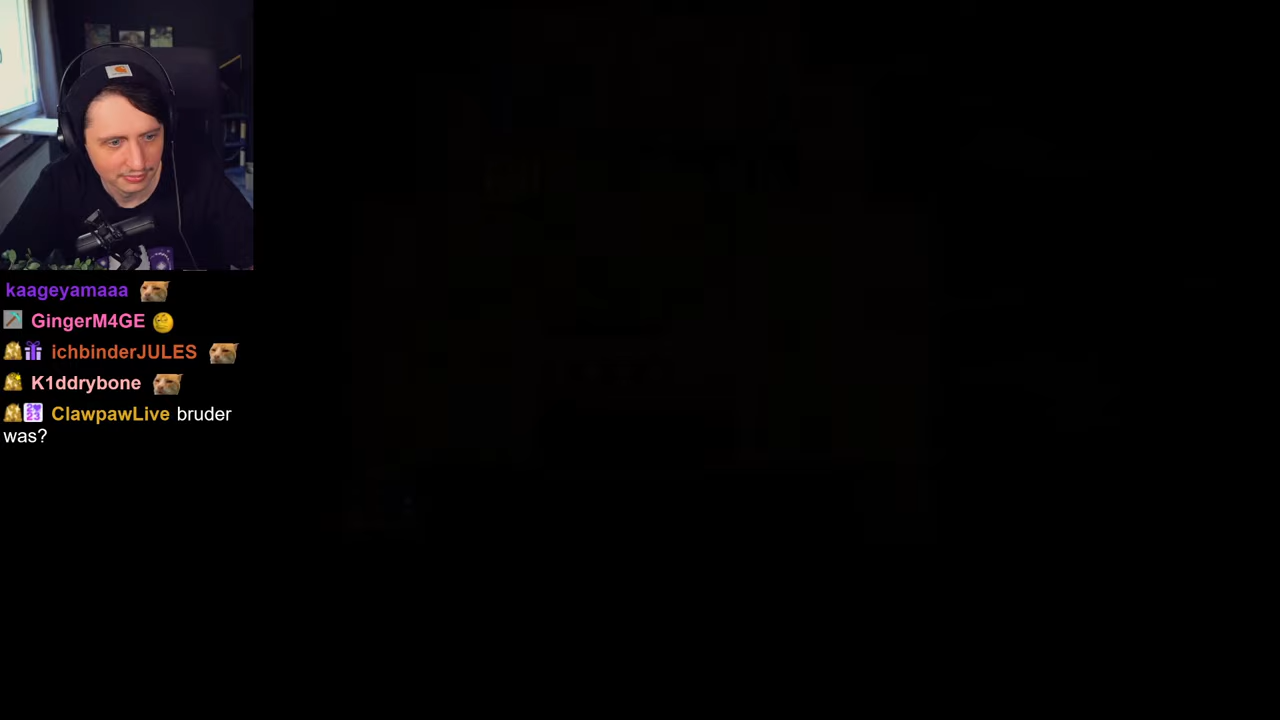 kaageyamaaa
GingerM4GE
ichbinderJULES
K1ddrybone
ClawpawLive bruder
was?